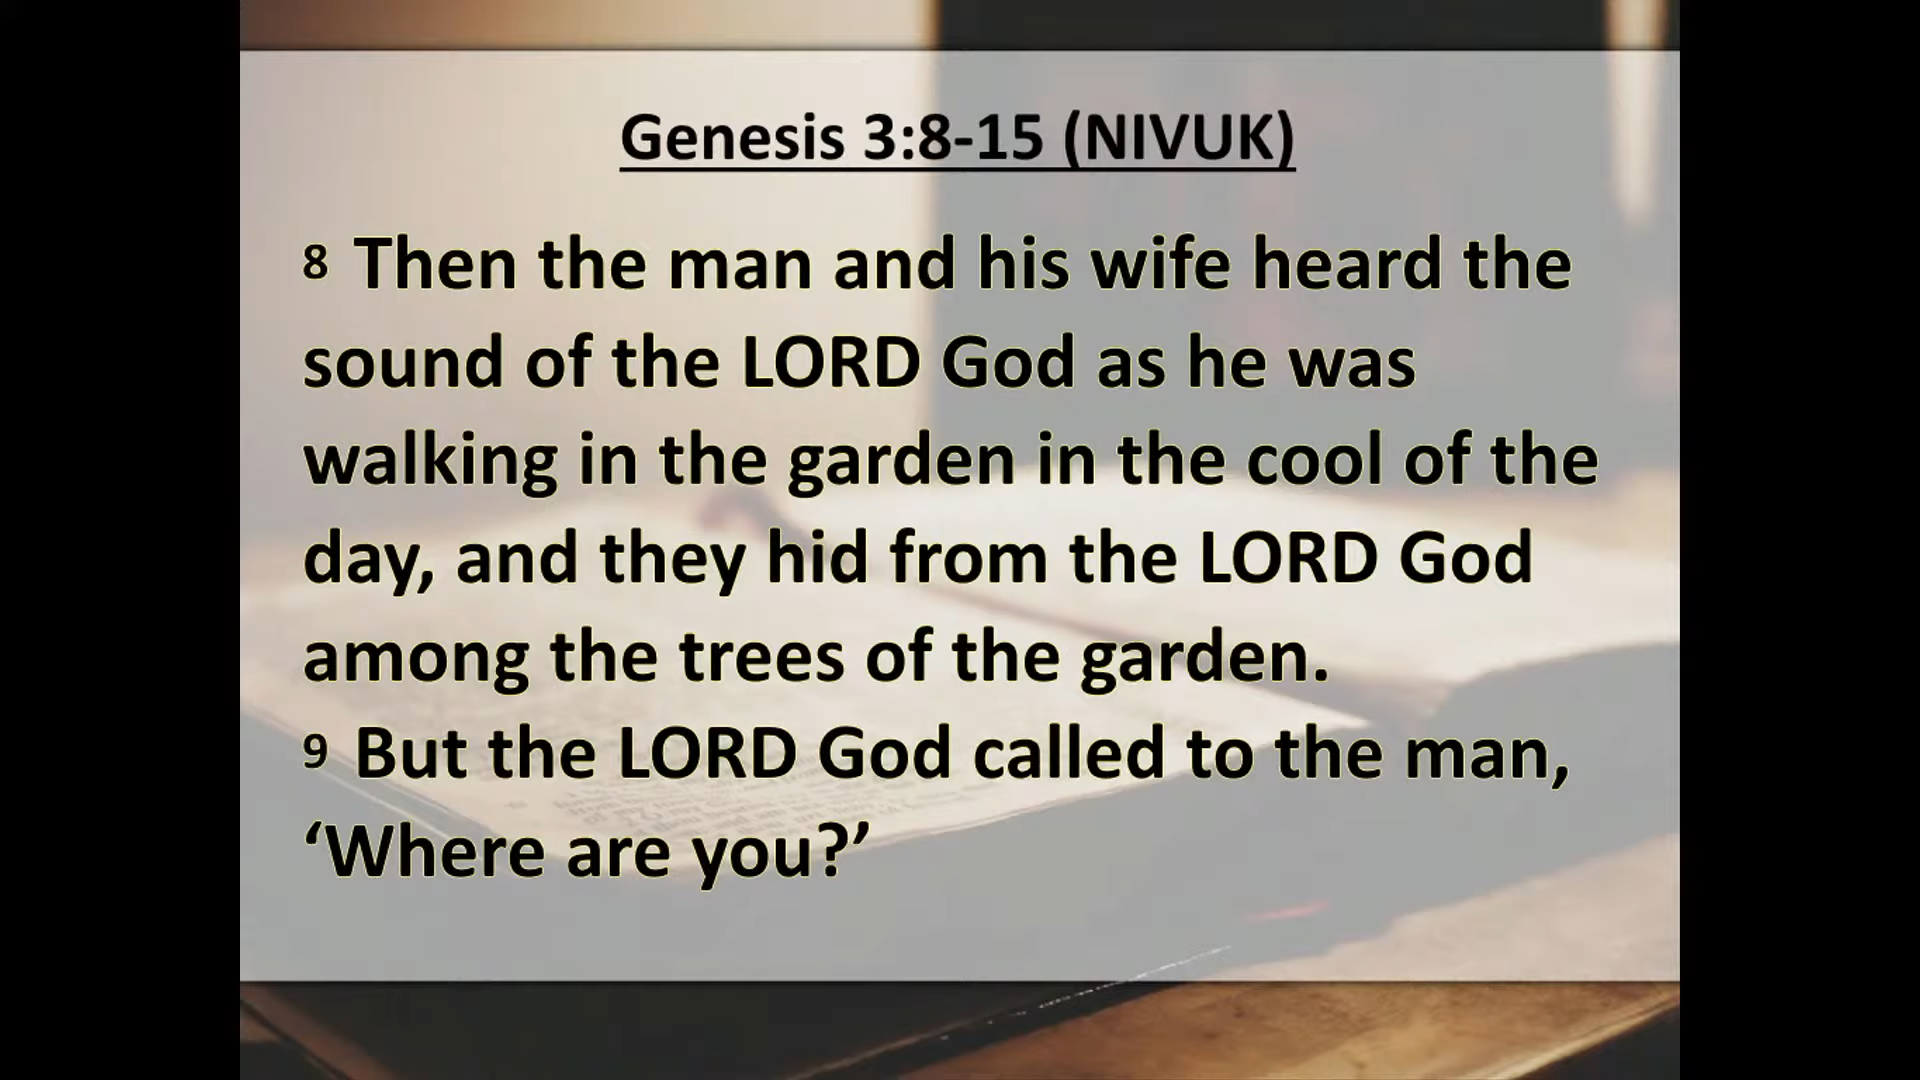 Genesis 3:8-15 (NIVUK)
8 Then the man and his wife heard the
sound of the LORD God as he was
walking in the garden in the cool of the
day, and they hid from the LORD God
among the trees of the garden.
9 But the LORD God called to the man,
‘Where are you?’